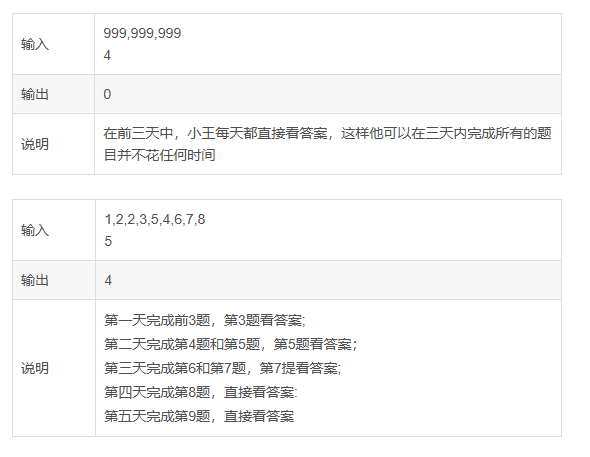 输入
999,999,999
4
输出
0
说明
在前三天中，小王每天都直接看答案，这样他可以在三天内完成所有的题
目并不花任何时间
输入
1,2,2,3,5,4,6,7,8
5
输出
4
说明
第一天完成前3题，第3题看答案;
第二天完成第4题和第5题，第5题看答案；
第三天完成第6和第7题，第7提看答案;
第四天完成第8题，直接看答案:
第五天完成第9题，直接看答案